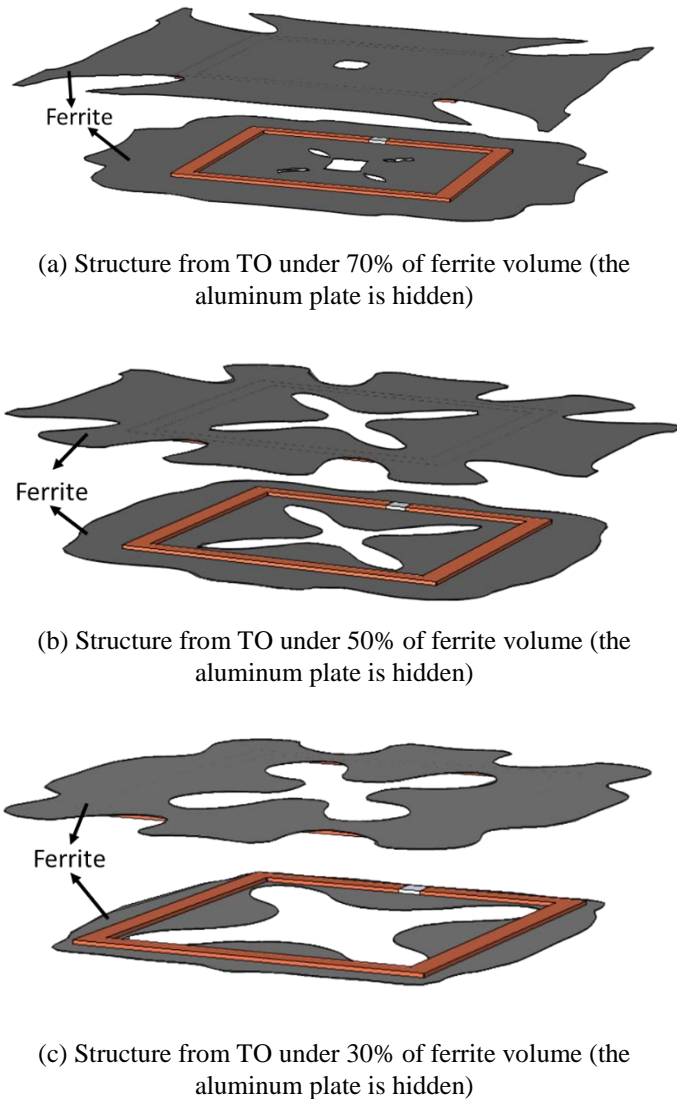 Ferrite
(a) Structure from TO under 70% of ferrite volume (the
aluminum plate is hidden)
Ferrite
(b) Structure from TO under 50% of ferrite volume (the
aluminum plate is hidden)
Ferrite
(c) Structure from TO under 30% of ferrite volume (the
aluminum plate is hidden)